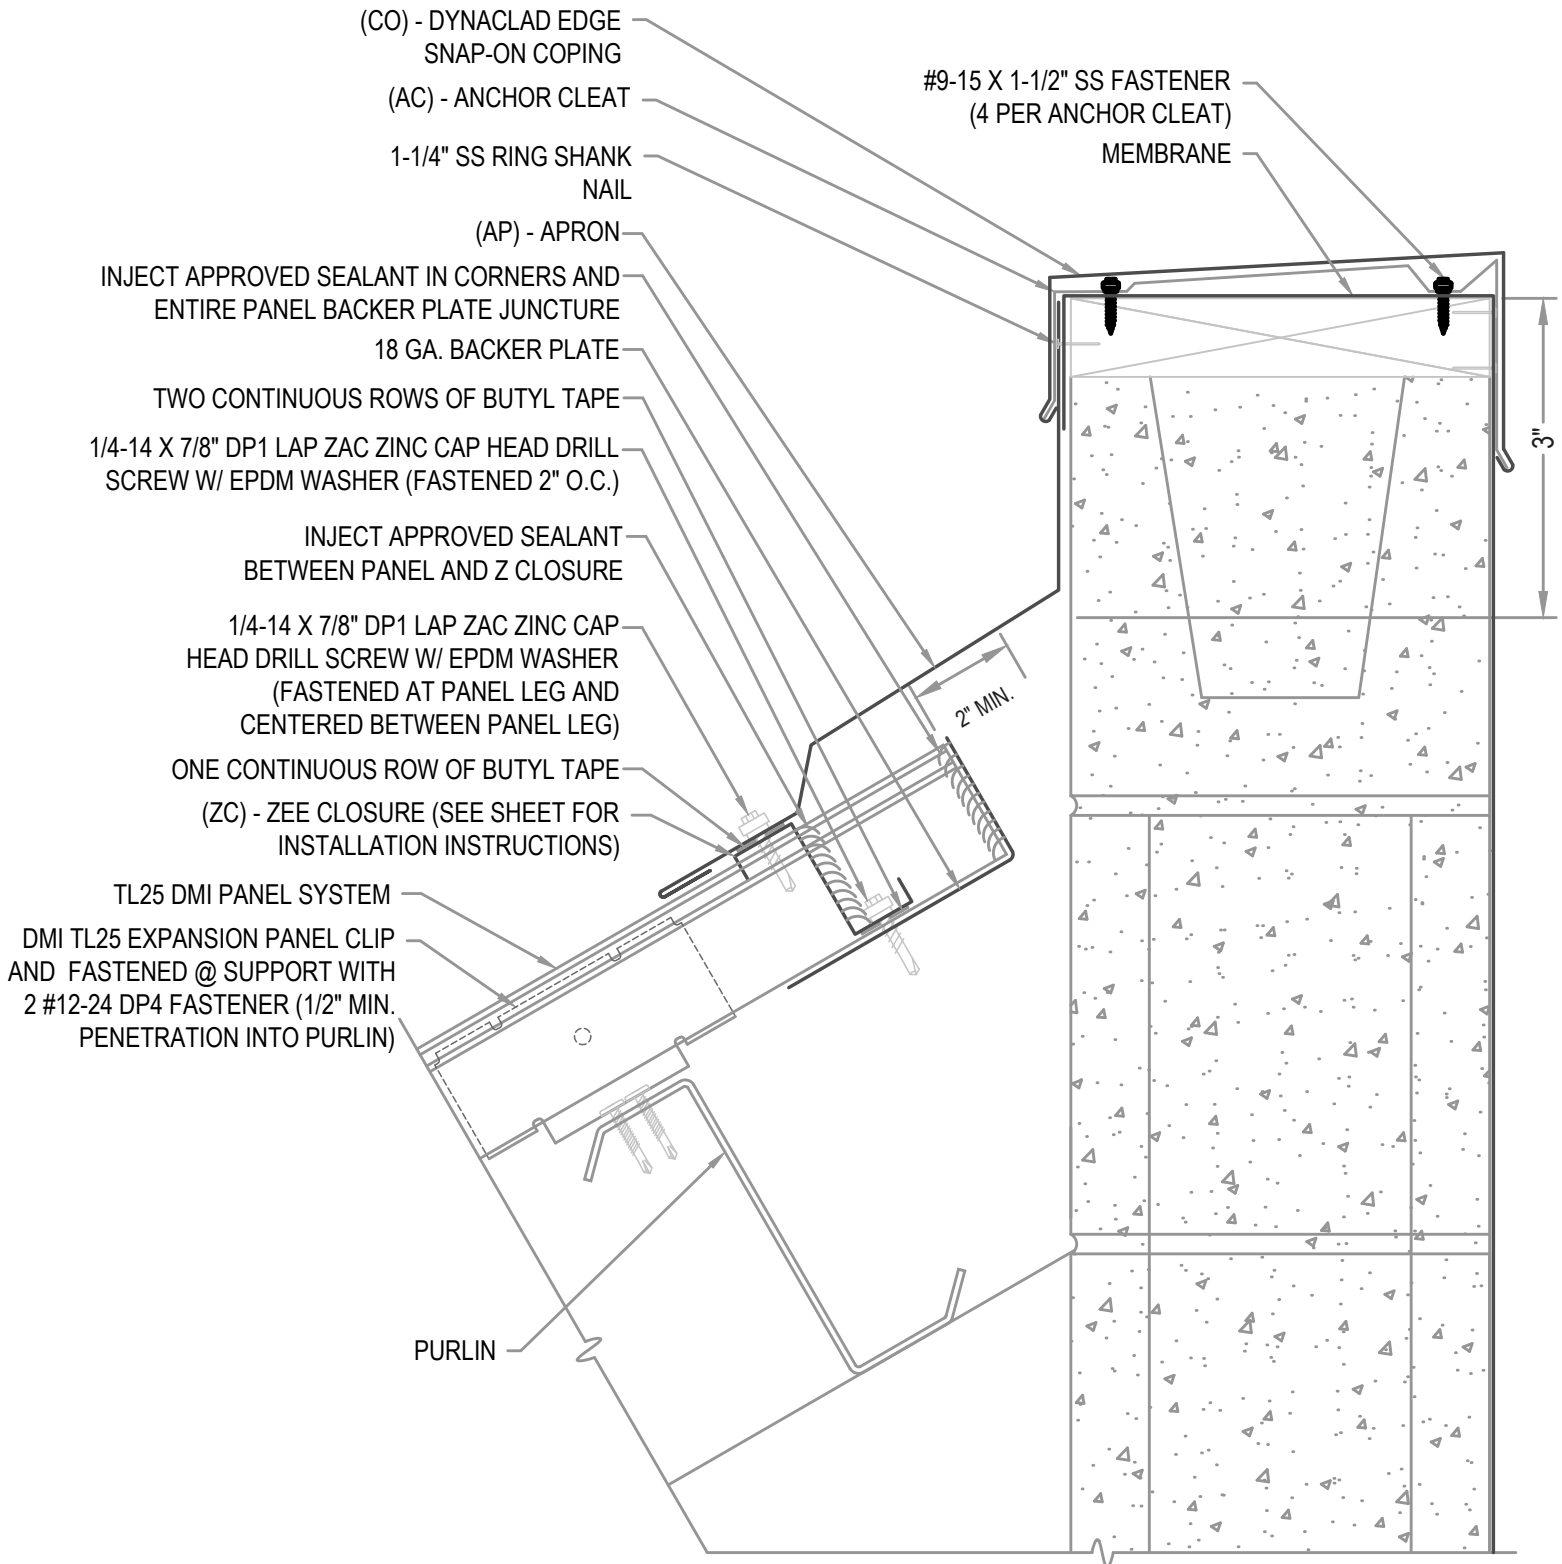 (CO) - DYNACLAD EDGE
SNAP-ON COPING
(AC) - ANCHOR CLEAT
1-1/4" SS RING SHANK
NAIL
(AP) - APRON
INJECT APPROVED SEALANT IN CORNERS AND
ENTIRE PANEL BACKER PLATE JUNCTURE
18 GA. BACKER PLATE
TWO CONTINUOUS ROWS OF BUTYL TAPE
1/4-14 X 7/8" DP1 LAP ZAC ZINC CAP HEAD DRILL
SCREW W/ EPDM WASHER (FASTENED 2" O.C.)
INJECT APPROVED SEALANT
BETWEEN PANEL AND Z CLOSURE
1/4-14 X 7/8" DP1 LAP ZAC ZINC CAP
HEAD DRILL SCREW W/ EPDM WASHER
(FASTENED AT PANEL LEG AND
CENTERED BETWEEN PANEL LEG)
ONE CONTINUOUS ROW OF BUTYL TAPE
(ZC) - ZEE CLOSURE (SEE SHEET FOR
INSTALLATION INSTRUCTIONS)
TL25 DMI PANEL SYSTEM
DMI TL25 EXPANSION PANEL CLIP
AND FASTENED @ SUPPORT WITH
2 #12-24 DP4 FASTENER (1/2" MIN.
PENETRATION INTO PURLIN)
PURLIN
#9-15 X 1-1/2" SS FASTENER
(4 PER ANCHOR CLEAT)
MEMBRANE
3"
2" MIN.